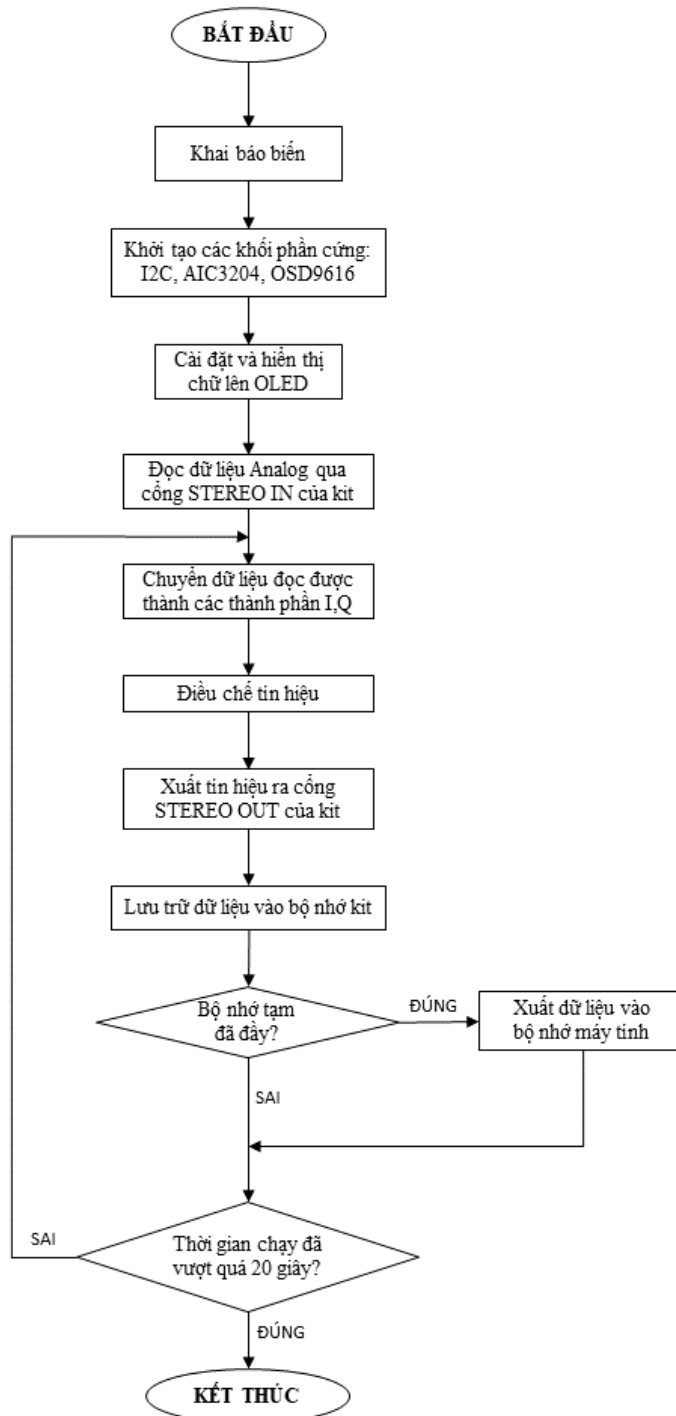 BẮT ĐẦU
Khai báo biến
Khởi tạo các khối phần cứng:
I2C, AIC3204, OSD9616
Cài đặt và hiển thị
chữ lên OLED
Đọc dữ liệu Analog qua
cổng STEREO IN của kit
Chuyển dữ liệu đọc được
thành các thành phần I,Q
Điều chế tin hiệu
Xuất tin hiệu ra cổng
STEREO OUT của kit
Lưu trữ dữ liệu vào bộ nhớ kit
Bộ nhớ tạm
đã đầy?
ĐÚNG
Xuất dữ liệu vào
bộ nhớ máy tinh
SAI
SAI
Thời gian chạy đã
vượt quá 20 giây?
ĐÚNG
KẾT THÚC